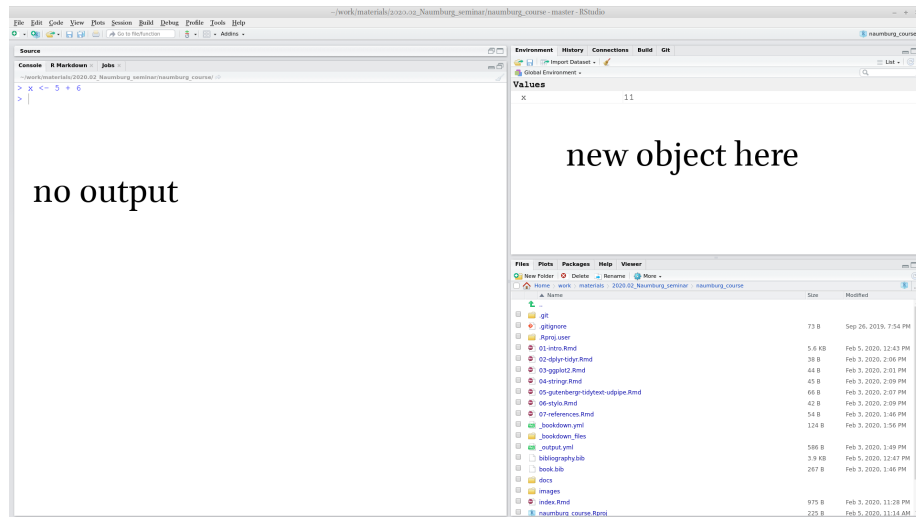 ~/work/materials/2020.02_Naumburg_seminar/naumburg_course - master - RStudio
File Edit Code View Plots Session Build Debug Profile Tools Help
Go to file/function Addins
naumburg_course
Source
Console R Markdown Jobs
~/work/materials/2020.02_Naumburg_seminar/naumburg_course/
> x <- 5 + 6
>
no output
Environment History Connections Build Git
Import Dataset List
Global Environment
Values
x 11
new object here
Files Plots Packages Help Viewer
New Folder Delete Rename More
Home work materials 2020.02_Naumburg_seminar naumburg_course
Name Size Modified
..
.git
.gitignore 73 B Sep 26, 2019, 7:54 PM
.Rproj.user
01-intro.Rmd 5.6 KB Feb 5, 2020, 12:43 PM
02-dplyr-tidyr.Rmd 38 B Feb 3, 2020, 2:06 PM
03-ggplot2.Rmd 44 B Feb 3, 2020, 2:01 PM
04-stringr.Rmd 45 B Feb 3, 2020, 2:09 PM
05-gutenbergr-tidytext-udpipe.Rmd 66 B Feb 3, 2020, 2:07 PM
06-stylo.Rmd 42 B Feb 3, 2020, 2:09 PM
07-references.Rmd 54 B Feb 3, 2020, 1:46 PM
_bookdown.yml 124 B Feb 3, 2020, 1:56 PM
_bookdown_files
_output.yml 586 B Feb 3, 2020, 1:49 PM
bibliography.bib 3.9 KB Feb 5, 2020, 12:47 PM
book.bib 267 B Feb 3, 2020, 1:46 PM
docs
images
index.Rmd 975 B Feb 3, 2020, 11:28 PM
naumburg_course.Rproj 225 B Feb 5, 2020, 11:14 AM